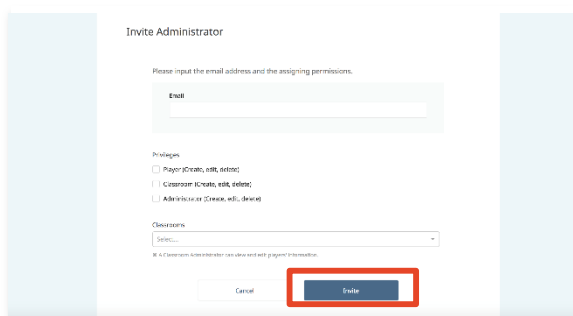 Invite Administrator
Please input the email address and the assigning permissions.
Email
Privileges
Player (Create, edit, delete)
Classroom (Create, edit, delete)
Administrator (Create, edit, delete)
Classrooms
Select...
※ A Classroom Administrator can view and edit players' information.
Cancel
Invite